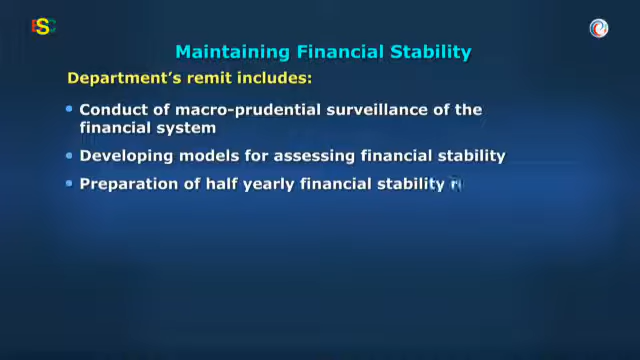 ESC
Maintaining Financial Stability
Department's remit includes:
• Conduct of macro-prudential surveillance of the
financial system
• Developing models for assessing financial stability
• Preparation of half yearly financial stability